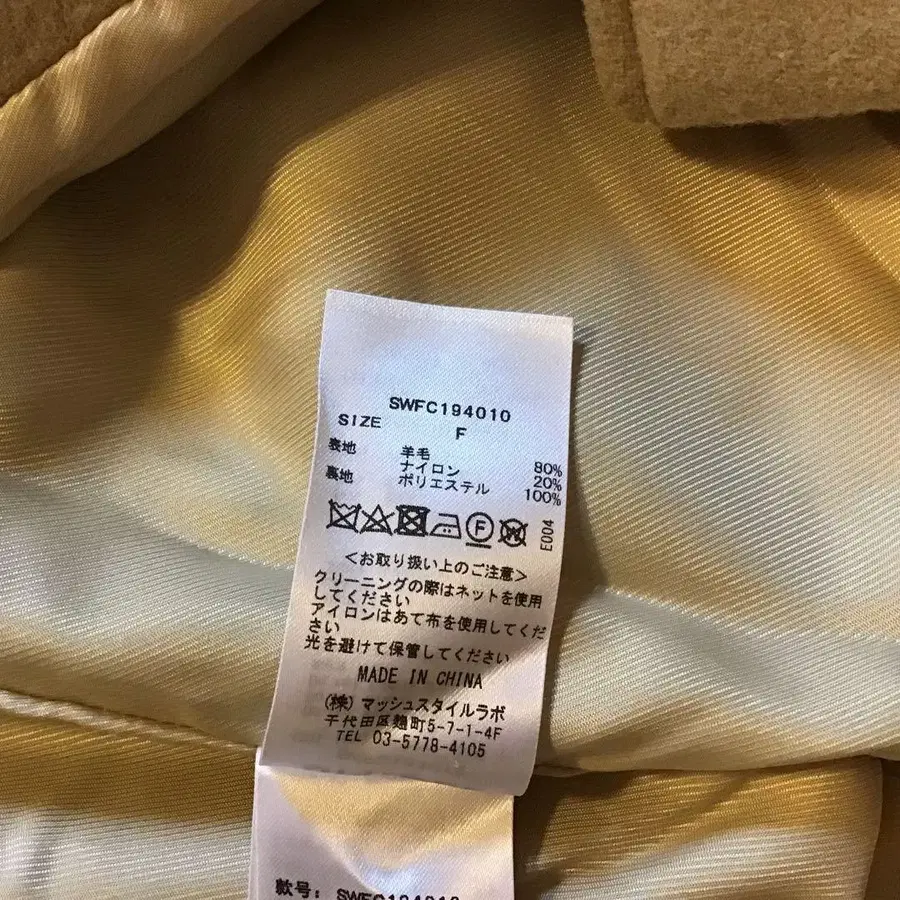 SWFC194010
SIZE F
表地 羊毛 80%
ナイロン 20%
裏地 ポリエステル 100%
F W
E004
<お取り扱い上のご注意>
クリーニングの際はネットを使用
してください
アイロンはあて布を使用してくだ
さい
光を避けて保管してください
MADE IN CHINA
(株) マッシュスタイルラボ
千代田区麹町5-7-1-4F
TEL 03-5778-4105
款号: SWFC194010